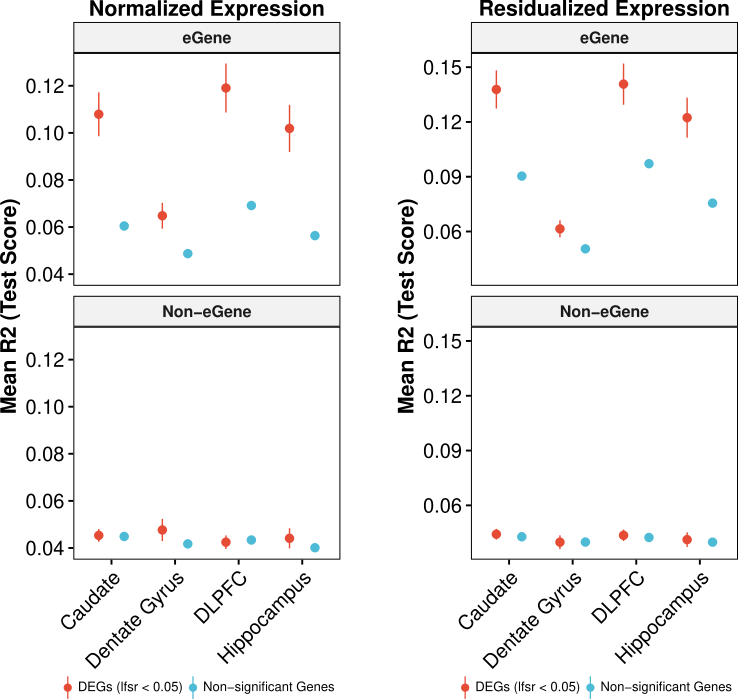 Normalized Expression
eGene
Mean R2 (Test Score)
0.12
0.10
0.08
0.06
0.04
Non−eGene
0.12
0.10
0.08
0.06
0.04
Caudate
Dentate Gyrus
DLPFC
Hippocampus
DEGs (lfsr < 0.05) Non-significant Genes
Residualized Expression
eGene
Mean R2 (Test Score)
0.15
0.12
0.09
0.06
Non−eGene
0.15
0.12
0.09
0.06
Caudate
Dentate Gyrus
DLPFC
Hippocampus
DEGs (lfsr < 0.05) Non-significant Genes